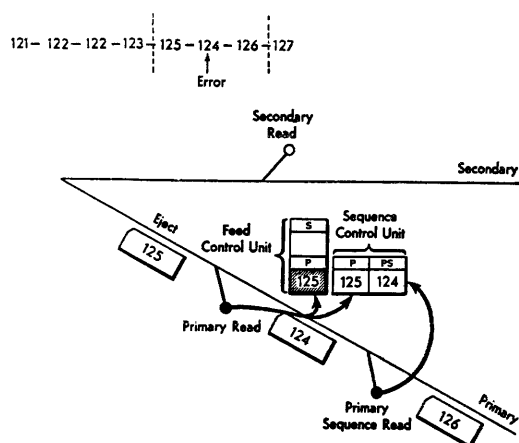 121 - 122 - 122 - 123 - 125 - 124 - 126 - 127
Error
Secondary
Read
Secondary
Eject
Feed
Control Unit
Sequence
Control Unit
S
P
P
PS
125
125
124
125
Primary Read
124
Primary
Sequence Read
126
Primary